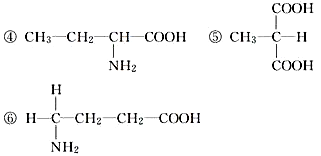 COOH
④ CH₃—CH₂—CH—COOH ⑤ CH₃—C—H
NH₂ COOH
H
⑥ H—C—CH₂—CH₂—COOH
NH₂